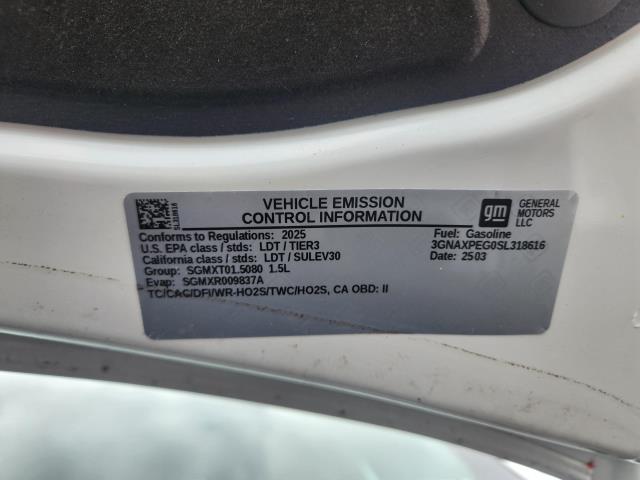 SL318616
VEHICLE EMISSION
CONTROL INFORMATION
gm
GENERAL
MOTORS
LLC
Conforms to Regulations: 2025
U.S. EPA class / stds: LDT / TIER3
California class / stds: LDT / SULEV30
Group: SGMXT01.5080 1.5L
Evap: SGMXR009837A
TC/CAC/DFI/WR-HO2S/TWC/HO2S, CA OBD: II
Fuel: Gasoline
3GNAXPEG0SL318616
Date: 2503